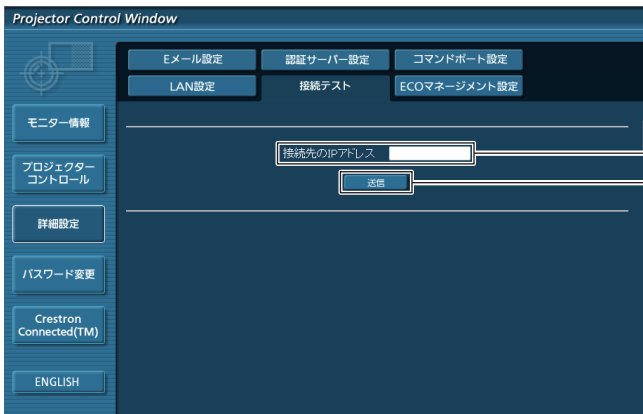 Projector Control Window
Eメール設定
認証サーバー設定
コマンドポート設定
LAN設定
接続テスト
ECOマネージメント設定
モニター情報
プロジェクター
コントロール
詳細設定
パスワード変更
Crestron
Connected(TM)
ENGLISH
接続先のIPアドレス
送信